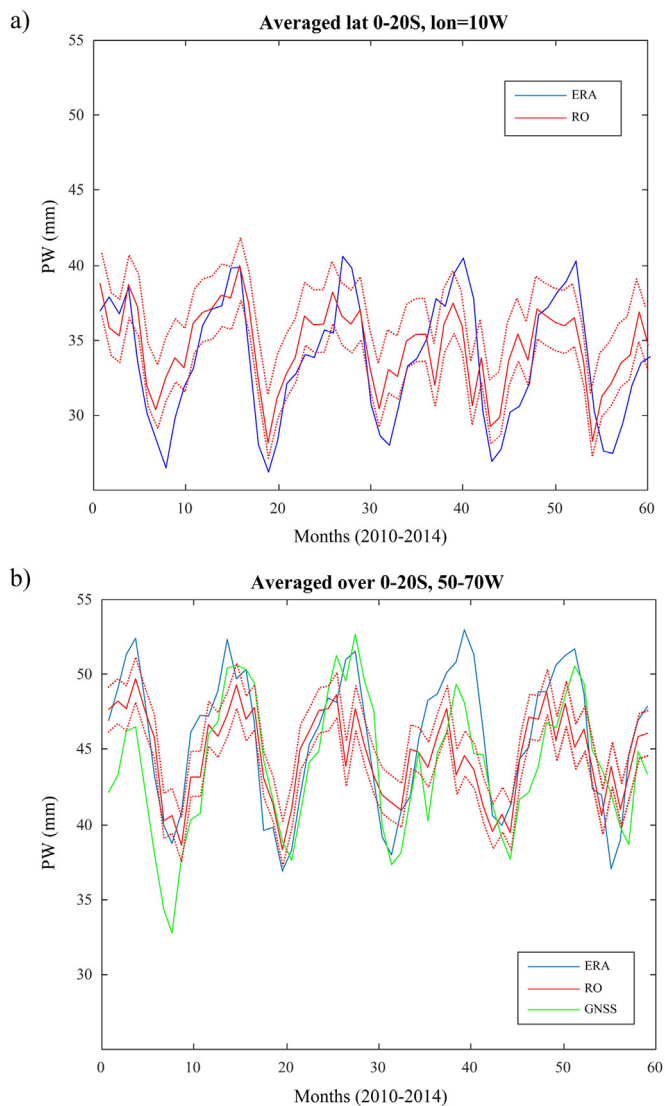 a)
Averaged lat 0-20S, lon=10W
55
50
45
40
35
30
PW (mm)
ERA
RO
0 10 20 30 40 50 60
Months (2010-2014)
b)
Averaged over 0-20S, 50-70W
55
50
45
40
35
30
PW (mm)
ERA
RO
GNSS
0 10 20 30 40 50 60
Months (2010-2014)